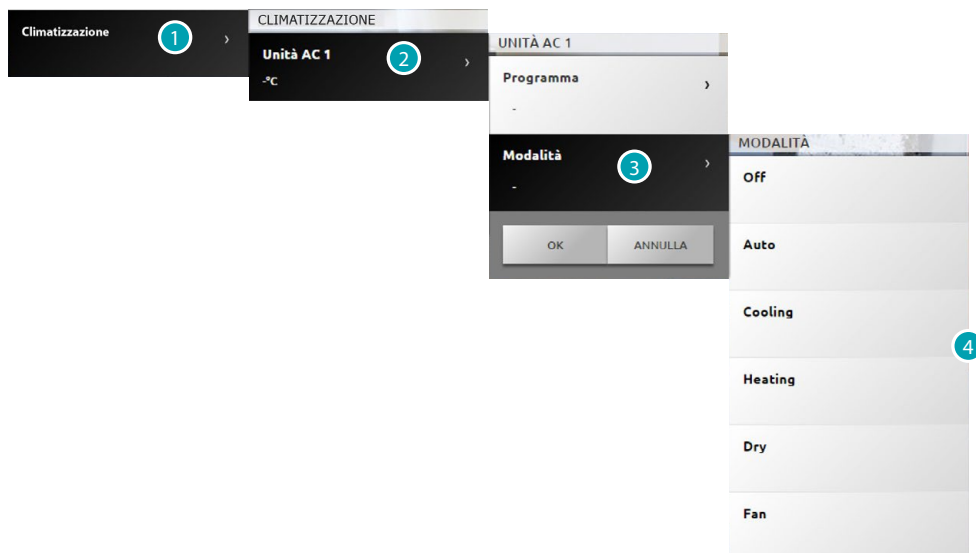 Climatizzazione
1
CLIMATIZZAZIONE
Unità AC 1
2
-°C
UNITÀ AC 1
Programma
-
Modalità
3
-
OK
ANNULLA
MODALITÀ
Off
Auto
Cooling
4
Heating
Dry
Fan